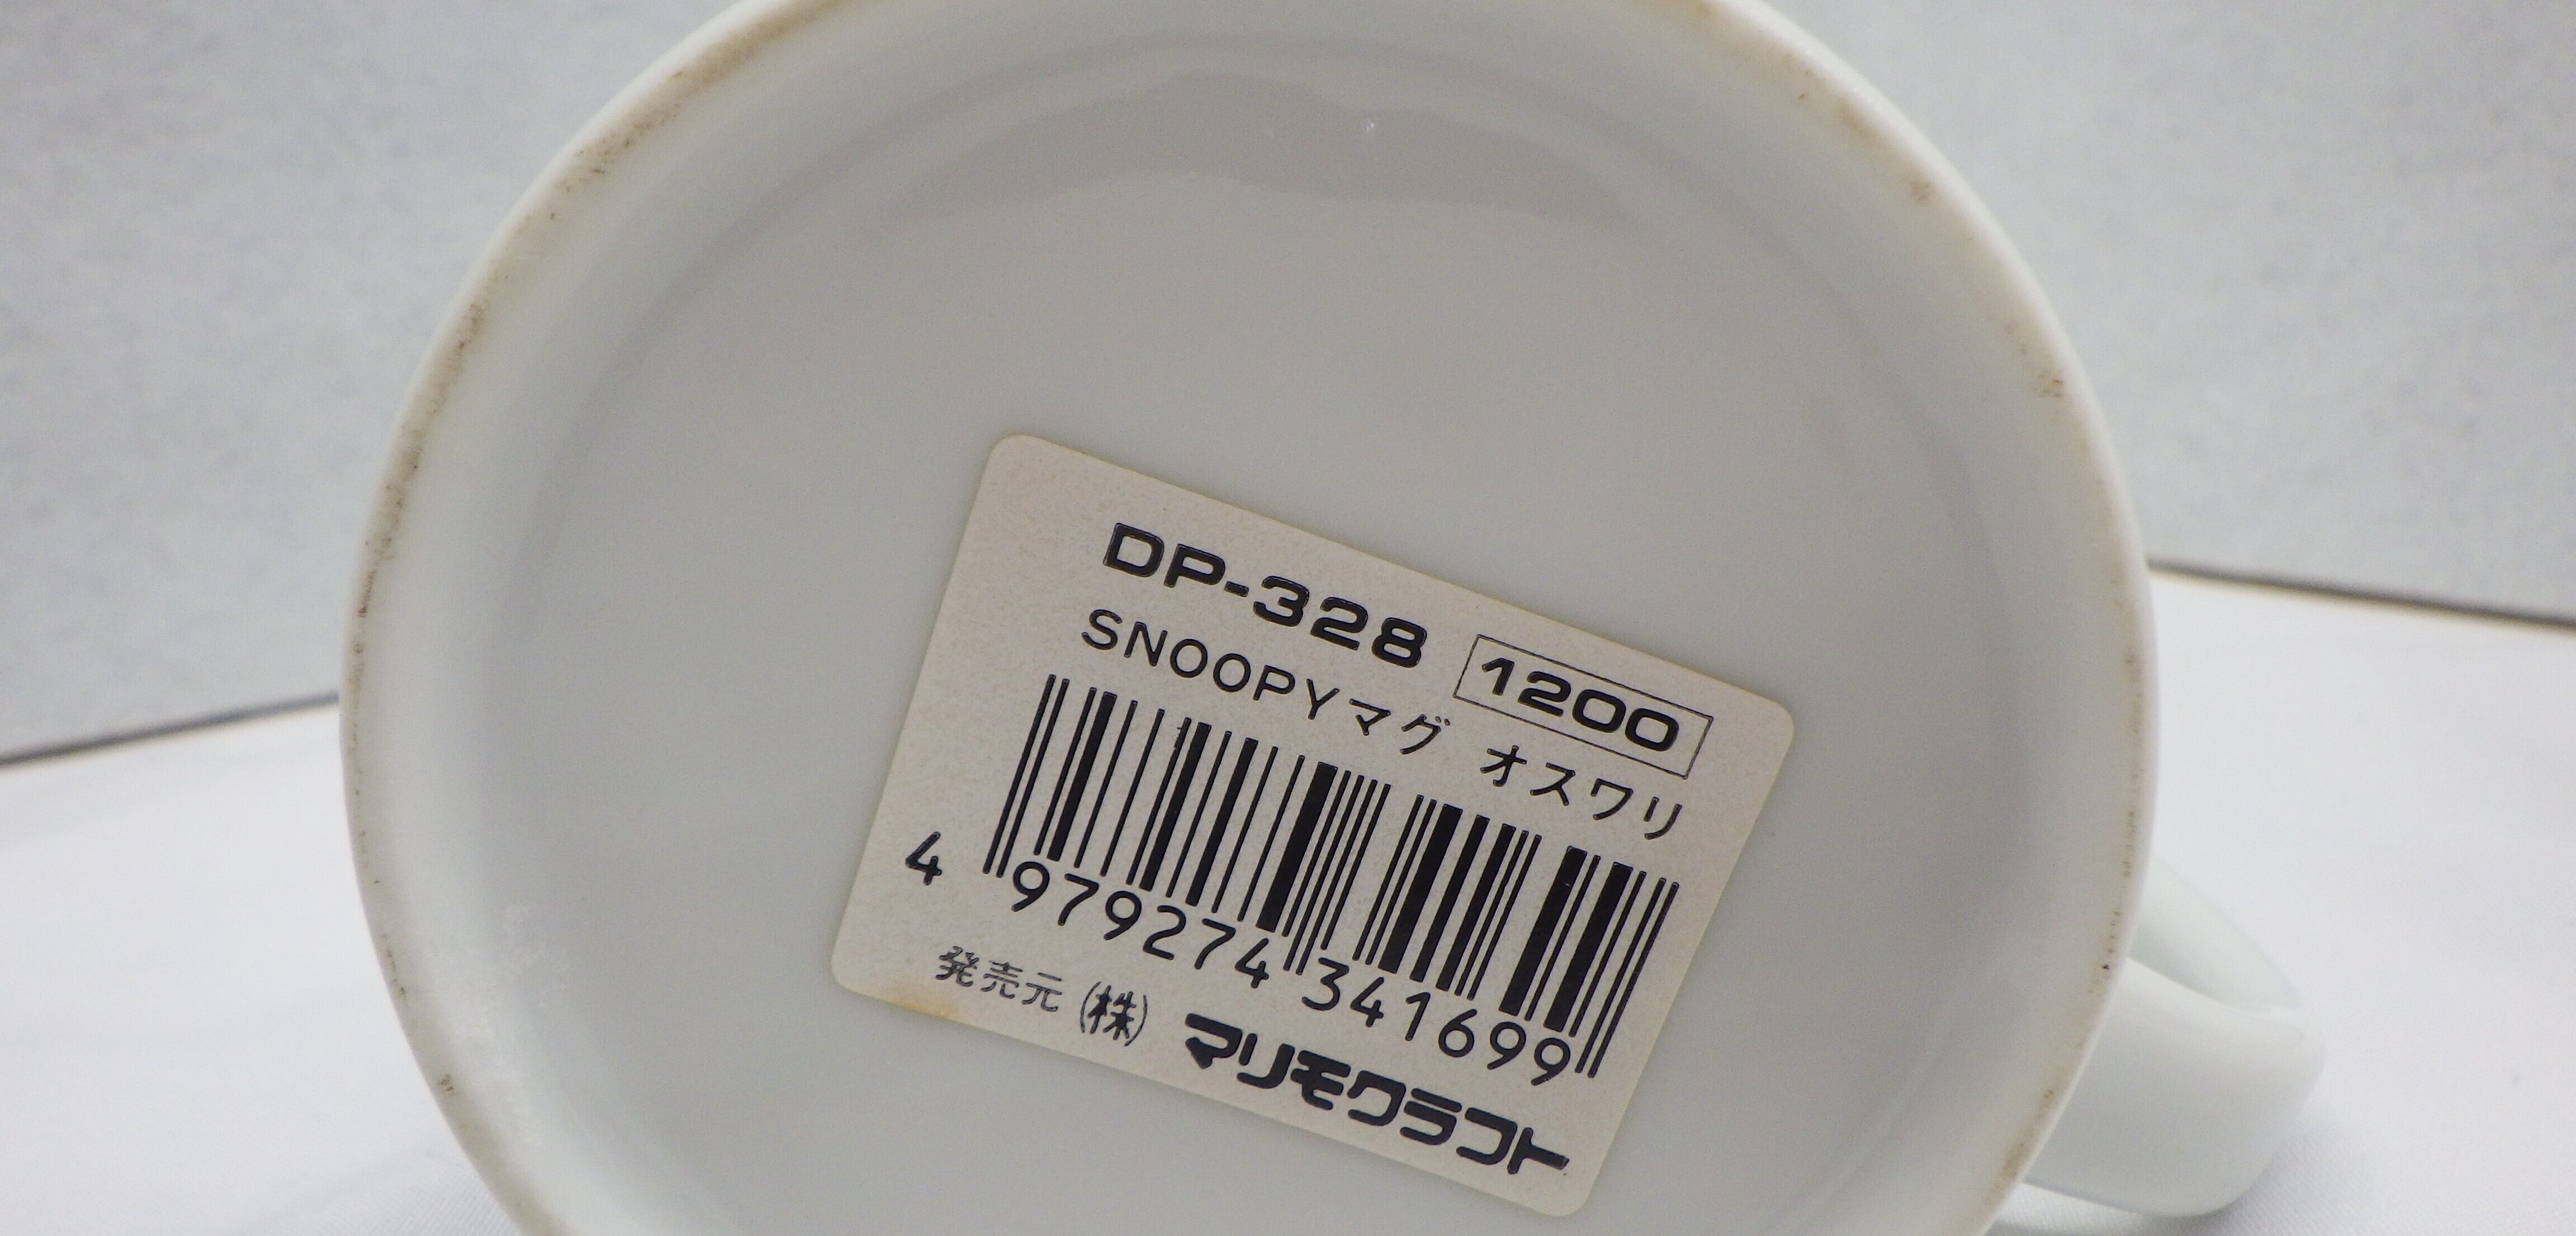 DP-328 1200
SNOOPYマグ オスワリ
4 979274 341699
発売元 (株) マリモクラフト